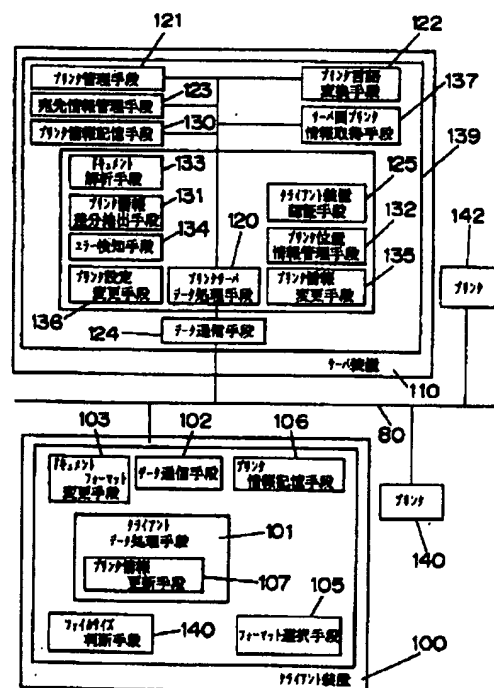 121
122
プリンタ管理手段
プリンタ言語
変換手段
123
137
宛先情報管理手段
130
プリンタ情報記憶手段
サーバ間プリンタ
情報取得手段
139
133
ドキュメント
解析手段
125
クライアント装置
認証手段
131
プリンタ情報
差分抽出手段
142
134
132
エラー検知手段
120
プリンタ位置
情報管理手段
135
プリンタ
プリンタ設定
変更手段
プリンタサーバ
データ処理手段
プリンタ情報
変更手段
136
124
データ通信手段
サーバ装置
110
103
102
106
80
ドキュメント
フォーマット
変更手段
データ通信手段
プリンタ
情報記憶手段
クライアント
データ処理手段
101
プリンタ
140
プリンタ情報
更新手段
107
105
ファイルサイズ
判断手段
140
フォーマット選択手段
100
クライアント装置